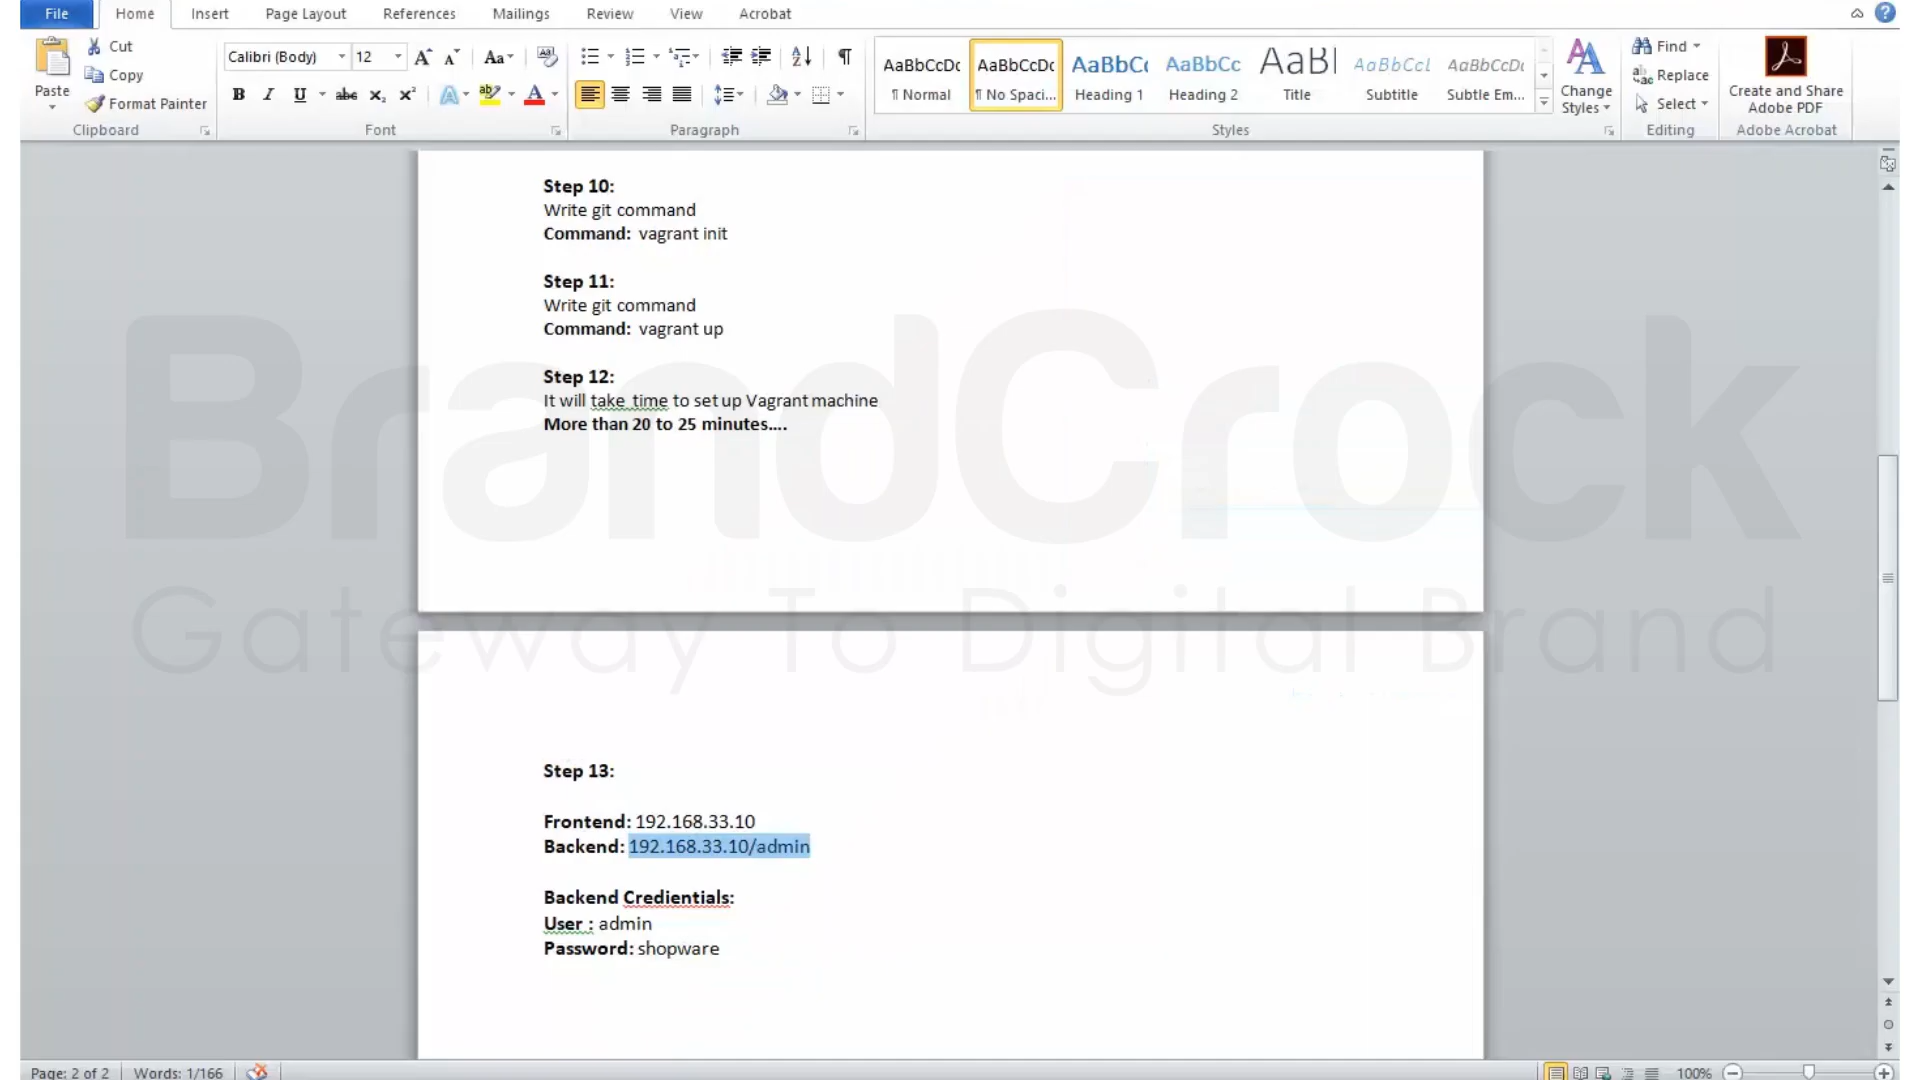 File Home Insert Page Layout References Mailings Review View Acrobat
Paste
Cut
Copy
Format Painter
Clipboard
Calibri (Body) 12
Font
Paragraph
AaBbCcDc AaBbCcDc AaBbC AaBbCc AaB AaBbCcL AaBbCcDc
¶ Normal ¶ No Spaci... Heading 1 Heading 2 Title Subtitle Subtle Em...
Styles
Change Styles
Find
Replace
Select
Editing
Create and Share
Adobe PDF
Adobe Acrobat
Step 10:
Write git command
Command: vagrant init
Step 11:
Write git command
Command: vagrant up
Step 12:
It will take time to set up Vagrant machine
More than 20 to 25 minutes....
BrandCrock
Gateway To Digital Brand
Step 13:
Frontend: 192.168.33.10
Backend: 192.168.33.10/admin
Backend Credientials:
User : admin
Password: shopware
Page: 2 of 2 Words: 1/166 100%